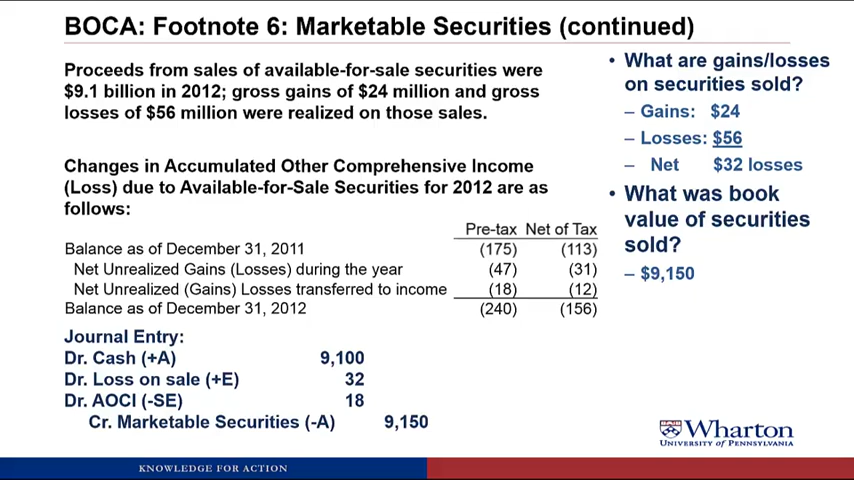 BOCA: Footnote 6: Marketable Securities (continued)
Proceeds from sales of available-for-sale securities were
$9.1 billion in 2012; gross gains of $24 million and gross
losses of $56 million were realized on those sales.
Changes in Accumulated Other Comprehensive Income
(Loss) due to Available-for-Sale Securities for 2012 are as
follows:
Pre-tax Net of Tax
Balance as of December 31, 2011 (175) (113)
Net Unrealized Gains (Losses) during the year (47) (31)
Net Unrealized (Gains) Losses transferred to income (18) (12)
Balance as of December 31, 2012 (240) (156)
Journal Entry:
Dr. Cash (+A) 9,100
Dr. Loss on sale (+E) 32
Dr. AOCI (-SE) 18
Cr. Marketable Securities (-A) 9,150
• What are gains/losses
on securities sold?
– Gains: $24
– Losses: $56
– Net $32 losses
• What was book
value of securities
sold?
– $9,150
Wharton
UNIVERSITY OF PENNSYLVANIA
KNOWLEDGE FOR ACTION